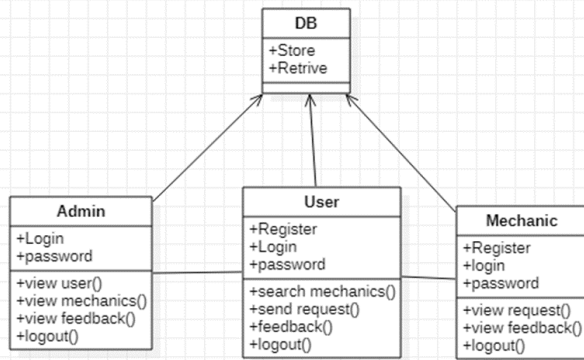 DB
+Store
+Retrive
Admin
+Login
+password
+view user()
+view mechanics()
+view feedback()
+logout()
User
+Register
+Login
+password
+search mechanics()
+send request()
+feedback()
+logout()
Mechanic
+Register
+login
+password
+view request()
+view feedback()
+logout()